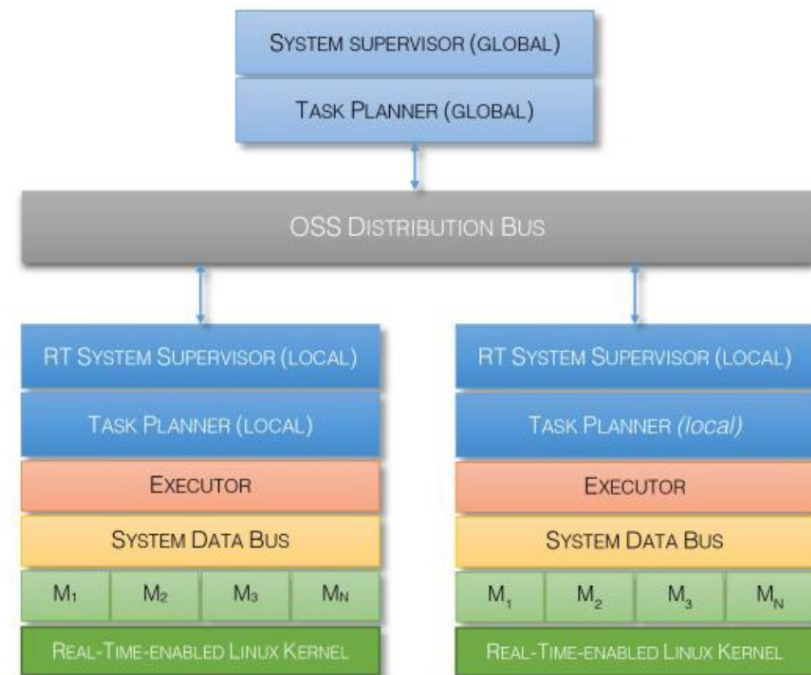 SYSTEM SUPERVISOR (GLOBAL)
TASK PLANNER (GLOBAL)
OSS DISTRIBUTION BUS
RT SYSTEM SUPERVISOR (LOCAL)
TASK PLANNER (LOCAL)
EXECUTOR
SYSTEM DATA BUS
M₁ M₂ M₃ M_N
REAL-TIME-ENABLED LINUX KERNEL
RT SYSTEM SUPERVISOR (LOCAL)
TASK PLANNER (local)
EXECUTOR
SYSTEM DATA BUS
M₁ M₂ M₃ M_N
REAL-TIME-ENABLED LINUX KERNEL